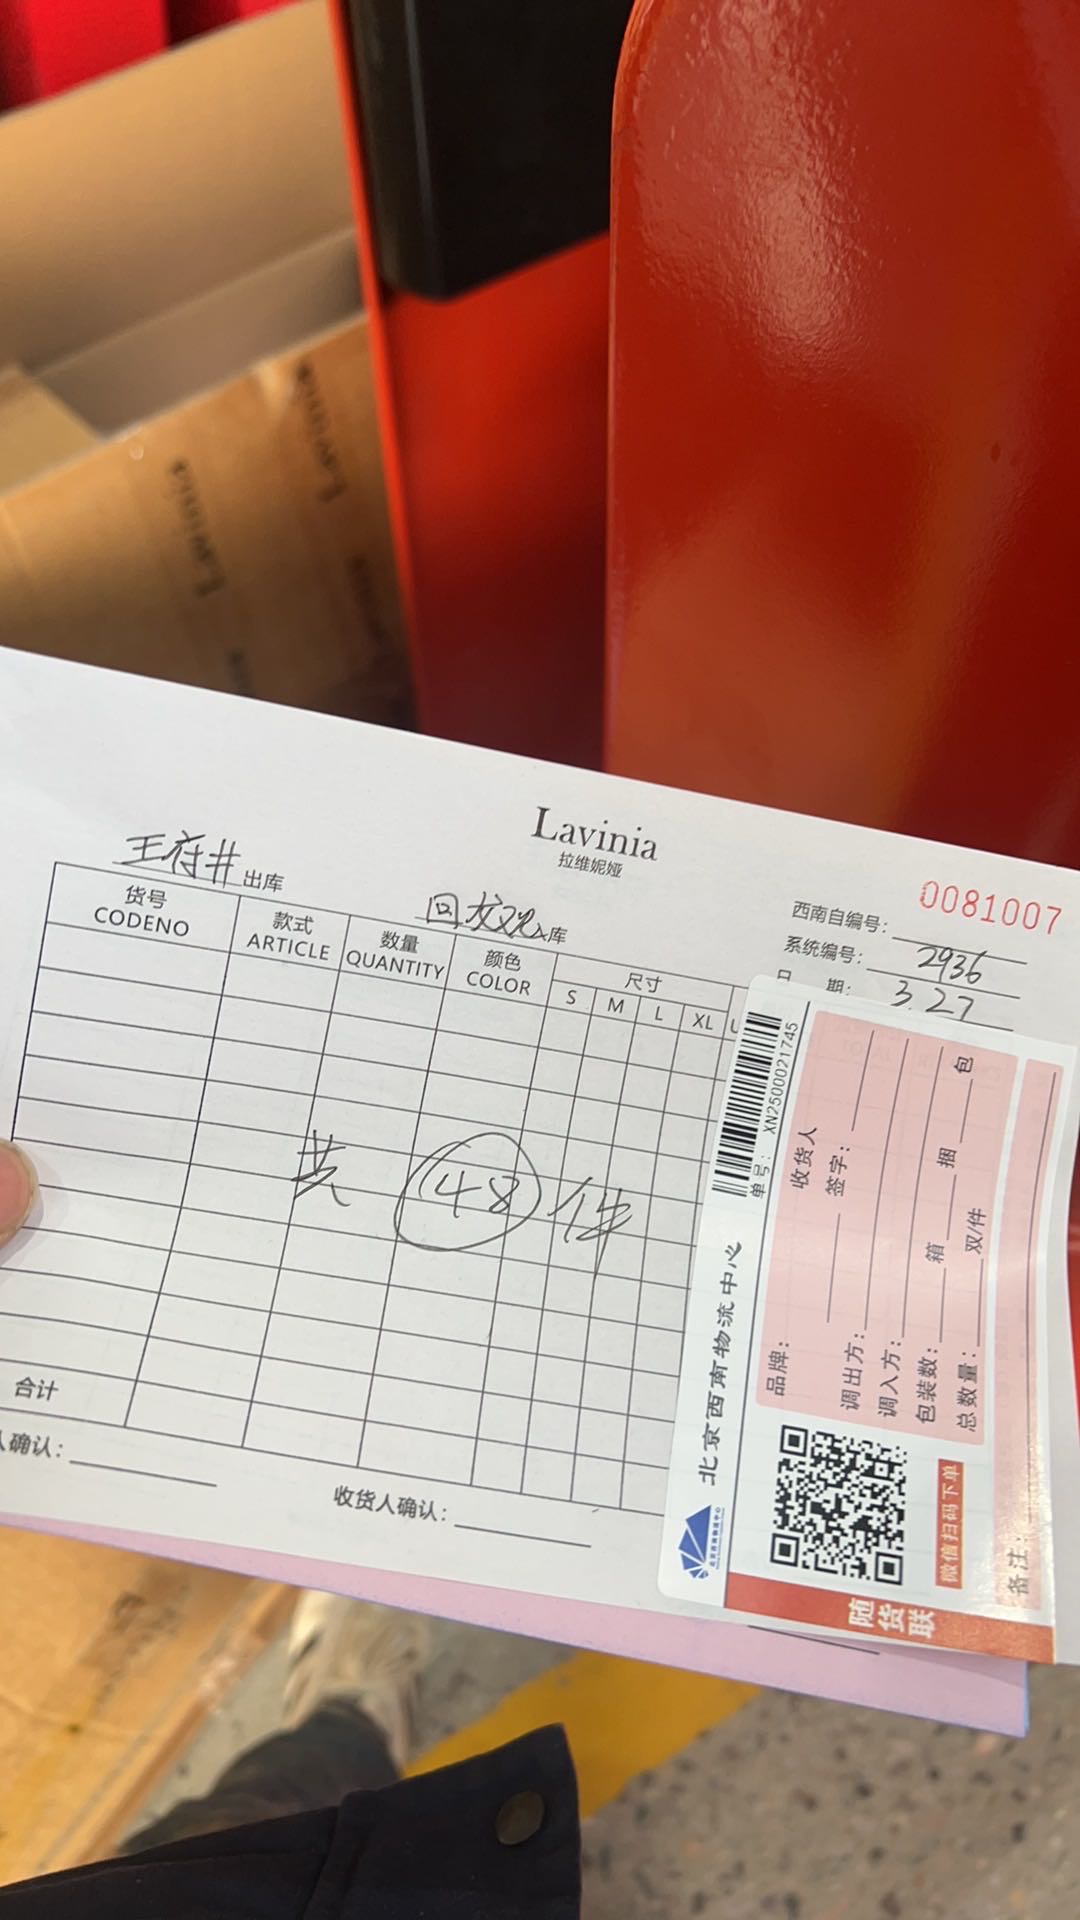 Lavinia
Lavinia
Lavinia
拉维妮娅
0081007
王府井出库
回龙观入库
西南自编号：
系统编号：2936
日 期：3.27
货号 CODENO
款式 ARTICLE
数量 QUANTITY
颜色 COLOR
尺寸
S M L XL
共 48 件
合计
人确认：
收货人确认：
单号： XN2500021745
北京西南物流中心
品牌：
收货人
签字：
调出方：
调入方：
包装数： 箱 捆 包
总数量： 双/件
备注：
微信扫码下单
随货联